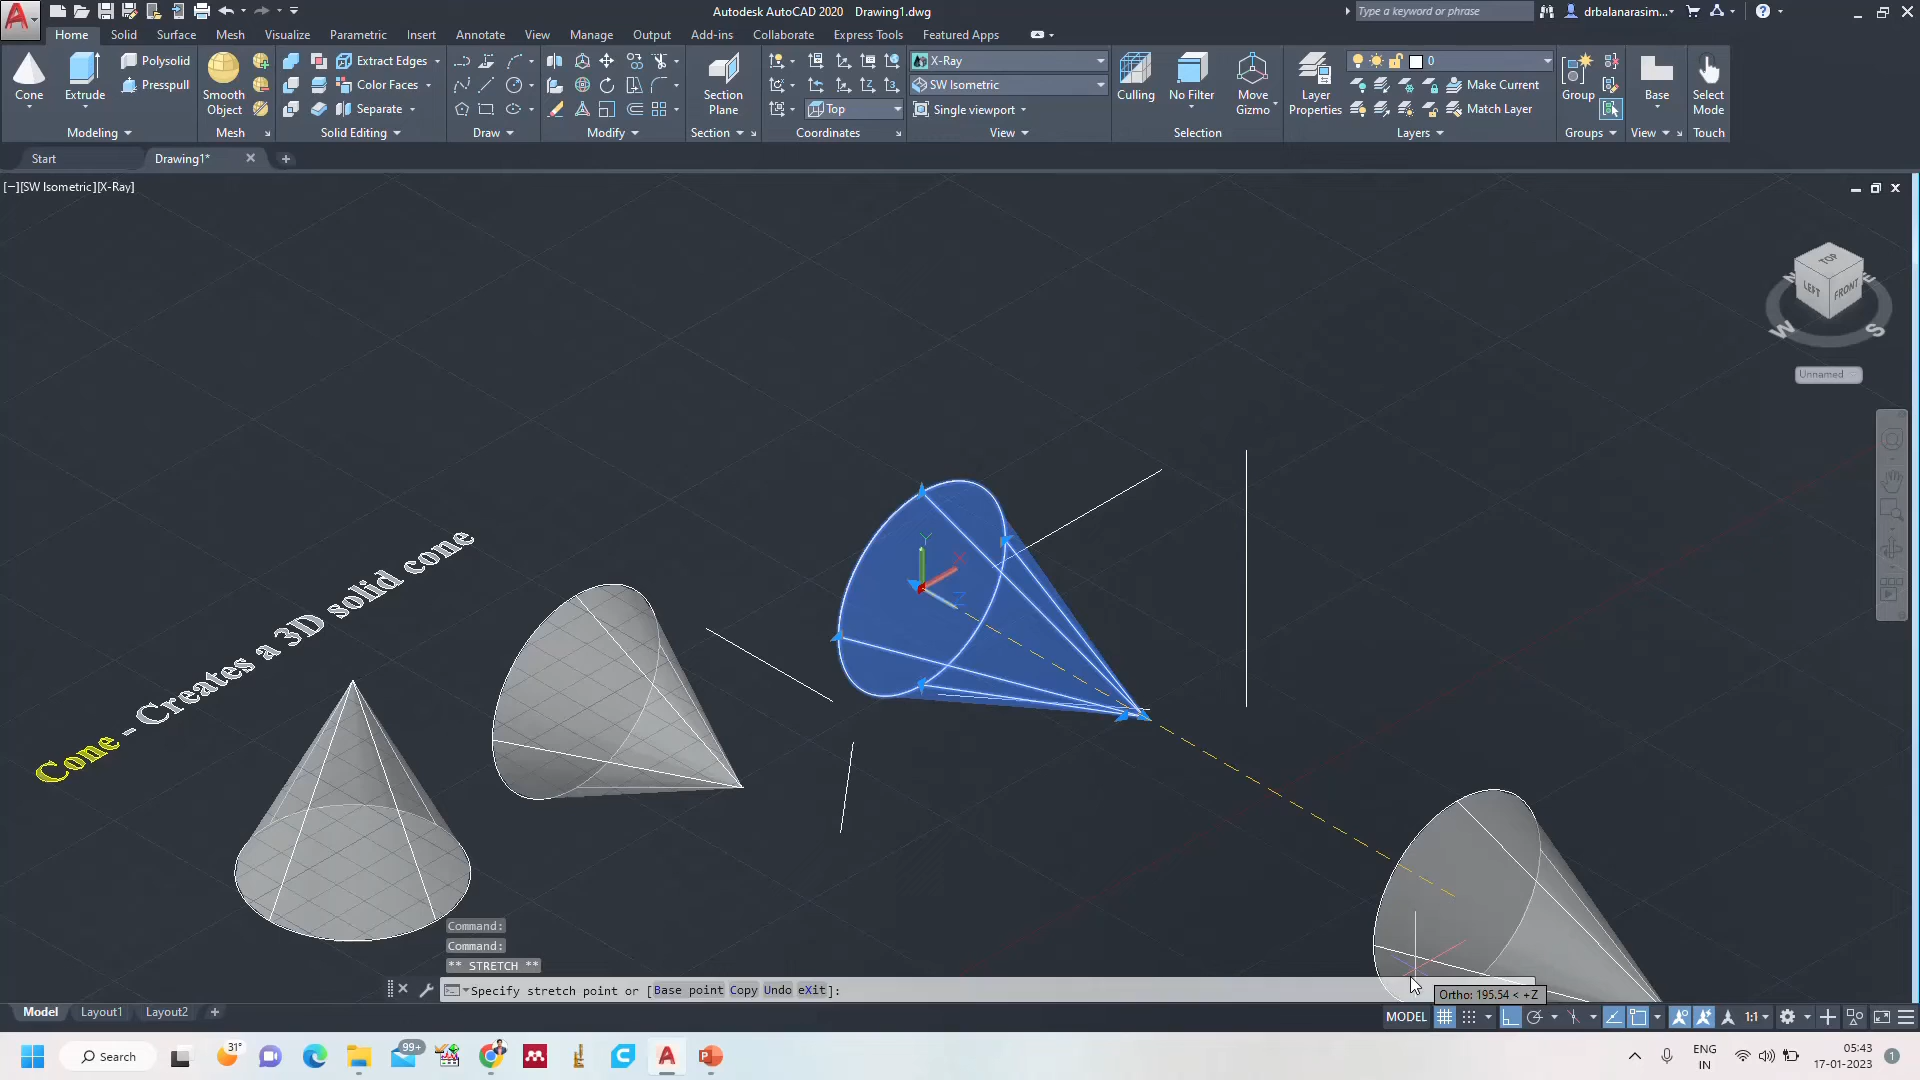 Autodesk AutoCAD 2020 Drawing1.dwg
Type a keyword or phrase
drbalanarasim...
Home Solid Surface Mesh Visualize Parametric Insert Annotate View Manage Output Add-ins Collaborate Express Tools Featured Apps
Cone
Extrude
Polysolid
Presspull
Modeling
Smooth Object
Mesh
Extract Edges
Color Faces
Separate
Solid Editing
Draw
Modify
Section Plane
Section
Top
Coordinates
X-Ray
SW Isometric
Single viewport
View
Culling
No Filter
Move Gizmo
Selection
Layer Properties
0
Make Current
Match Layer
Layers
Group
Groups
Base
View
Select Mode
Touch
Start
Drawing1*
[−][SW Isometric][X-Ray]
TOP
LEFT
FRONT
N
E
W
S
Unnamed
Y
X
Z
Cone - Creates a 3D solid cone
Command:
Command:
** STRETCH **
Specify stretch point or [Base point Copy Undo eXit]:
Ortho: 195.54 < +Z
Model Layout1 Layout2
MODEL
1:1
31°
Search
99+
ENG
IN
05:43
17-01-2023
1